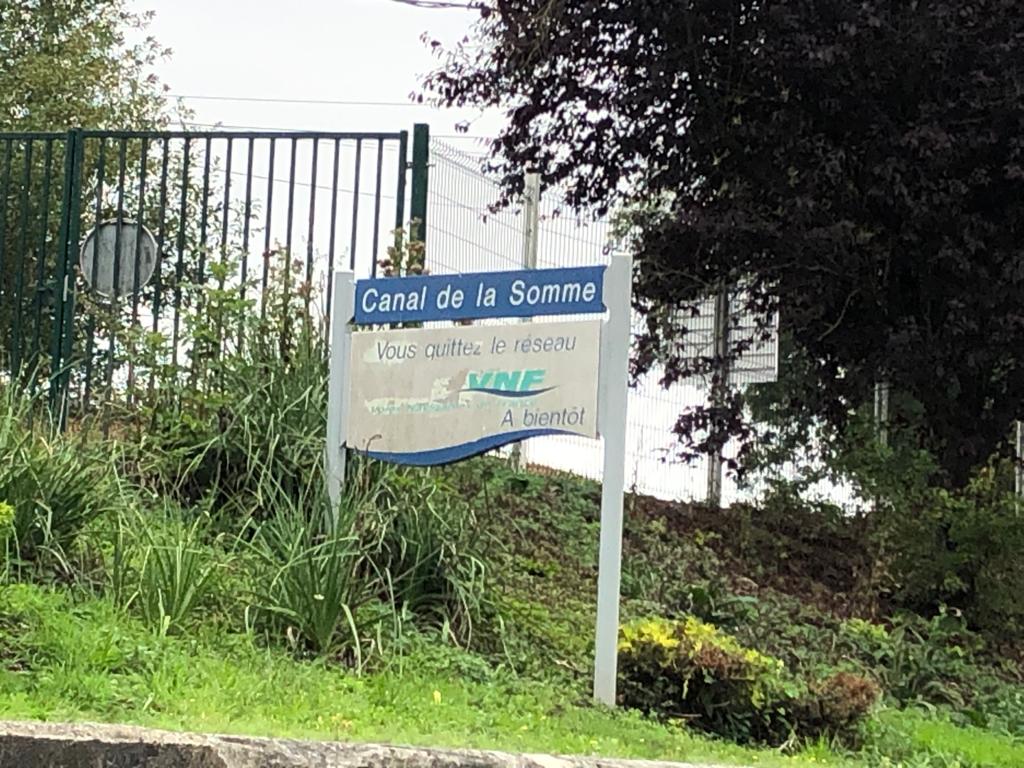 Canal de la Somme
Vous quittez le réseau
VNF
A bientôt